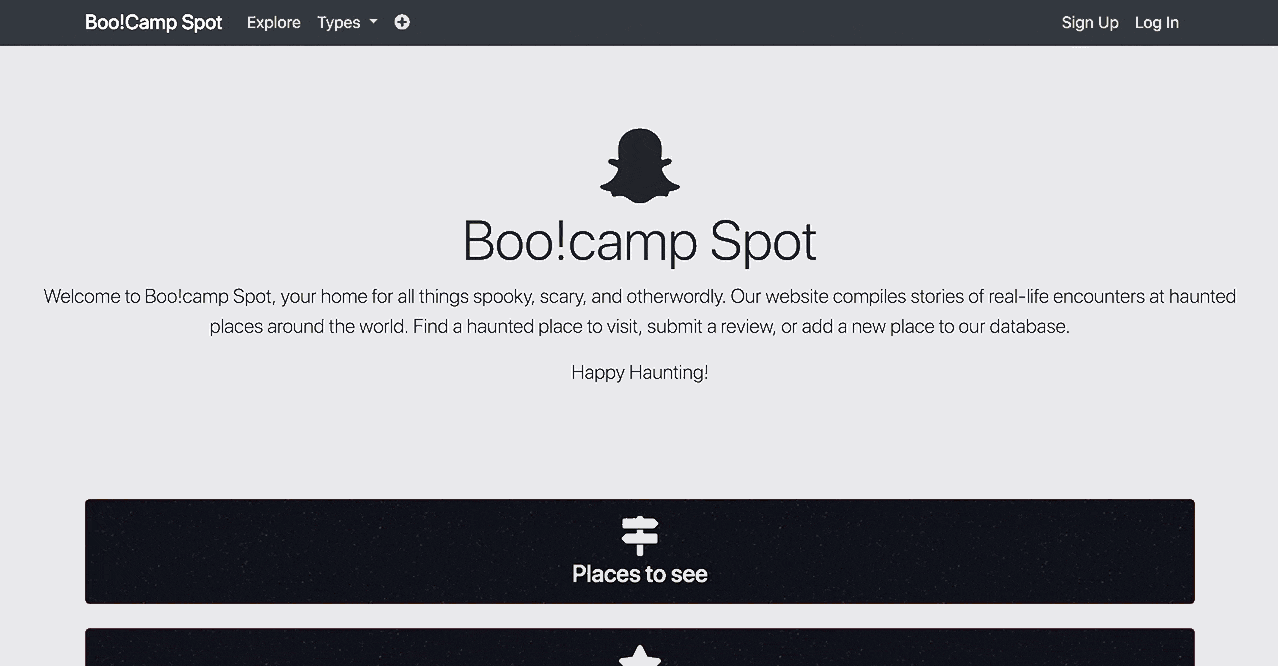 Boo!Camp Spot Explore Types Sign Up Log In
Boo!camp Spot
Welcome to Boo!camp Spot, your home for all things spooky, scary, and otherwordly. Our website compiles stories of real-life encounters at haunted
places around the world. Find a haunted place to visit, submit a review, or add a new place to our database.
Happy Haunting!
Places to see